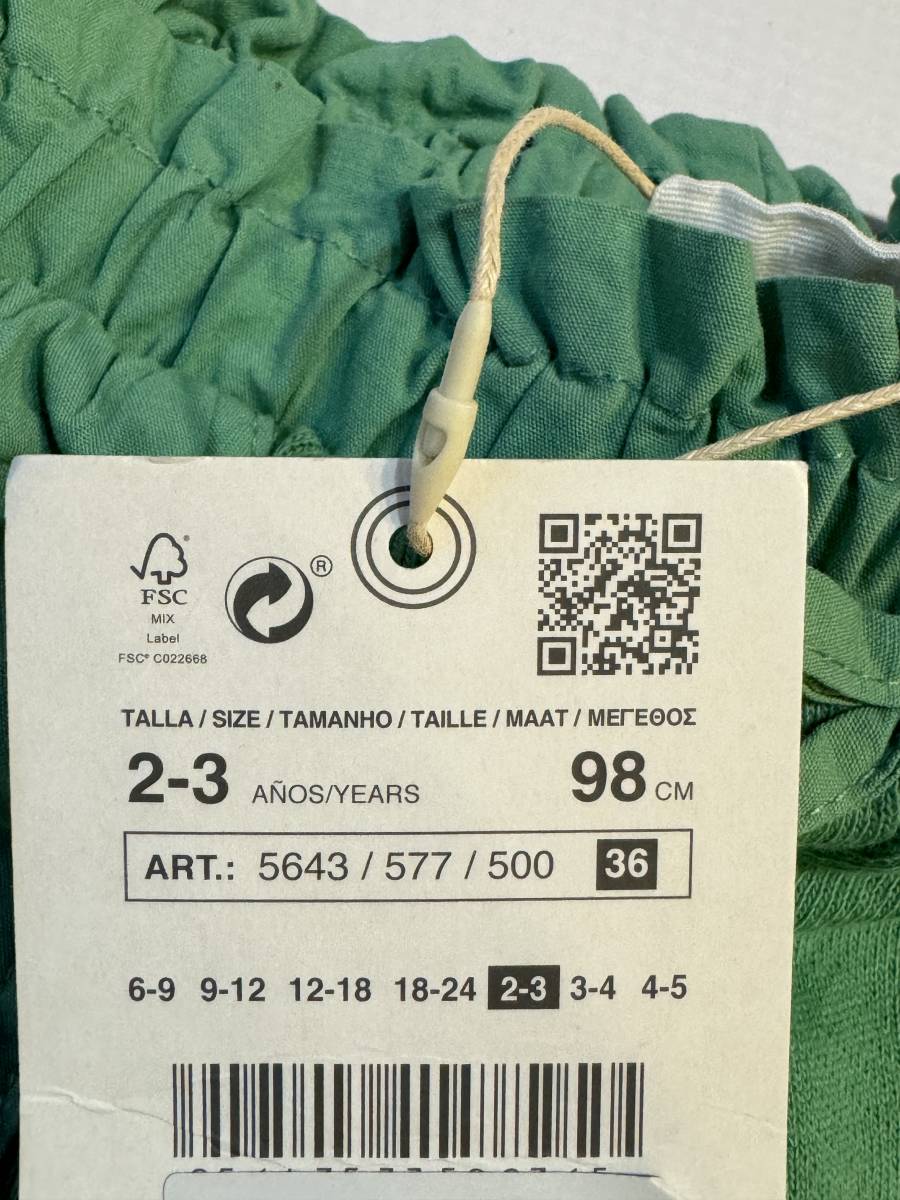 FSC
MIX
Label
FSC® C022668
®
TALLA / SIZE / TAMANHO / TAILLE / MAAT / ΜΕΓΕΘΟΣ
2-3 AÑOS/YEARS 98 CM
ART.: 5643 / 577 / 500 36
6-9 9-12 12-18 18-24 2-3 3-4 4-5